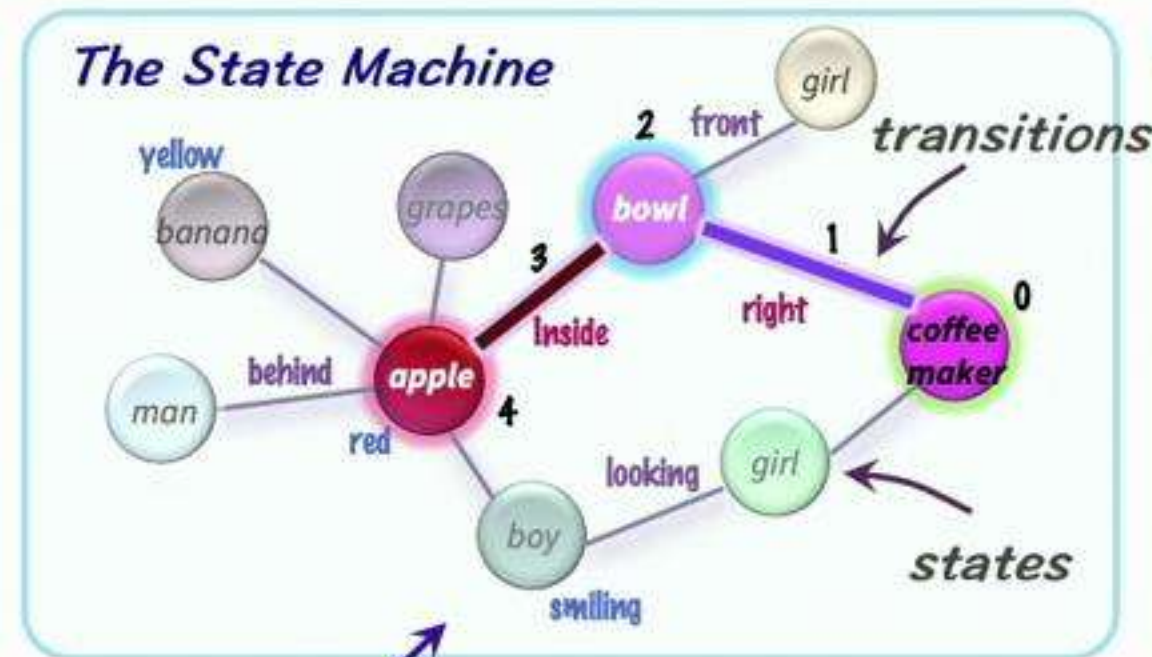 The State Machine
girl
2
front
transitions
yellow
grapes
bowl
banana
3
1
0
Inside
right
coffee
maker
behind
apple
man
4
red
looking
girl
boy
states
smiling